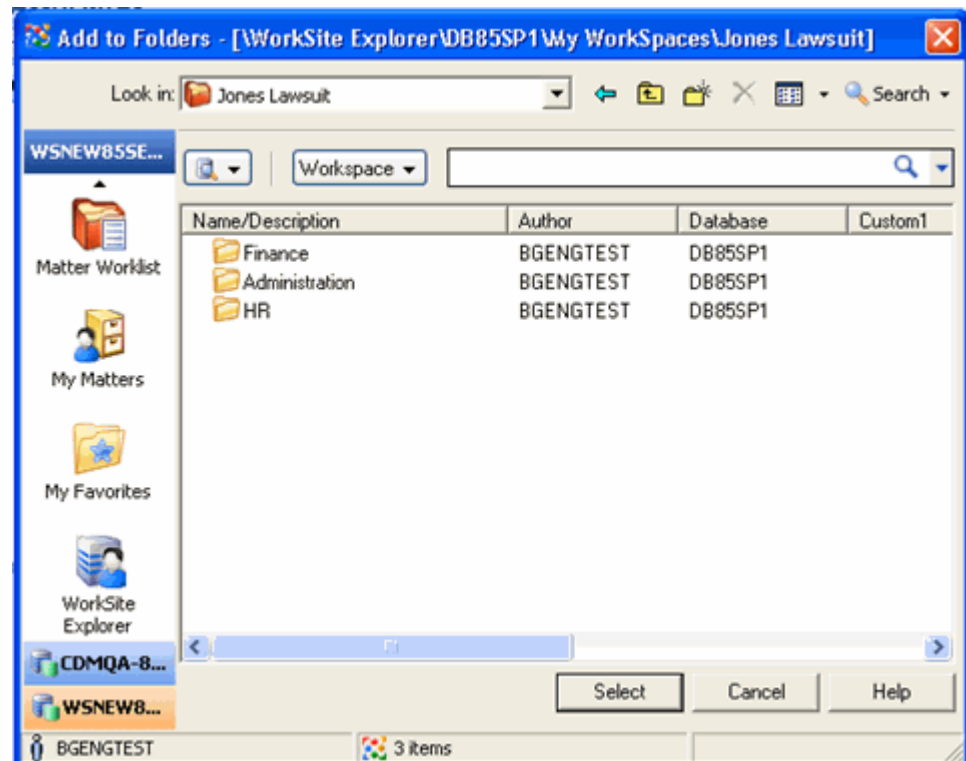 Add to Folders - [\WorkSite Explorer\DB85SP1\My WorkSpaces\Jones Lawsuit]
Look in: Jones Lawsuit Search
WSNEW85SE...
Workspace
Name/Description Author Database Custom1
Finance BGENGTEST DB85SP1
Administration BGENGTEST DB85SP1
HR BGENGTEST DB85SP1
Matter Worklist
My Matters
My Favorites
WorkSite
Explorer
CDMQA-8...
WSNEW8...
Select Cancel Help
BGENGTEST 3 items